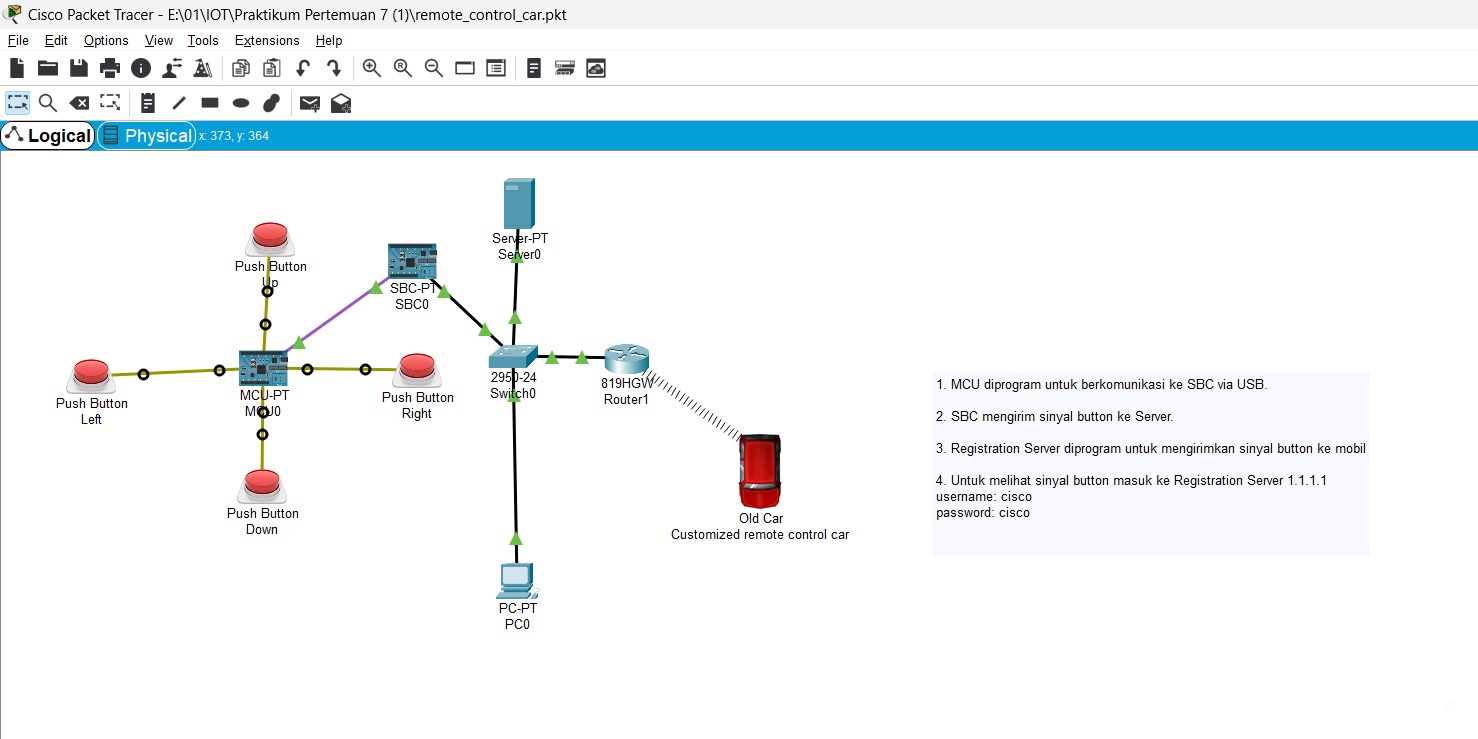 Cisco Packet Tracer - E:\01\IOT\Praktikum Pertemuan 7 (1)\remote_control_car.pkt
File Edit Options View Tools Extensions Help
Logical Physical x: 373, y: 364
Server-PT
Server0
Push Button
Up
SBC-PT
SBC0
MCU-PT
MCU0
Push Button
Left
Push Button
Right
2950-24
Switch0
819HGW
Router1
Push Button
Down
Old Car
Customized remote control car
PC-PT
PC0
1. MCU diprogram untuk berkomunikasi ke SBC via USB.
2. SBC mengirim sinyal button ke Server.
3. Registration Server diprogram untuk mengirimkan sinyal button ke mobil
4. Untuk melihat sinyal button masuk ke Registration Server 1.1.1.1
username: cisco
password: cisco